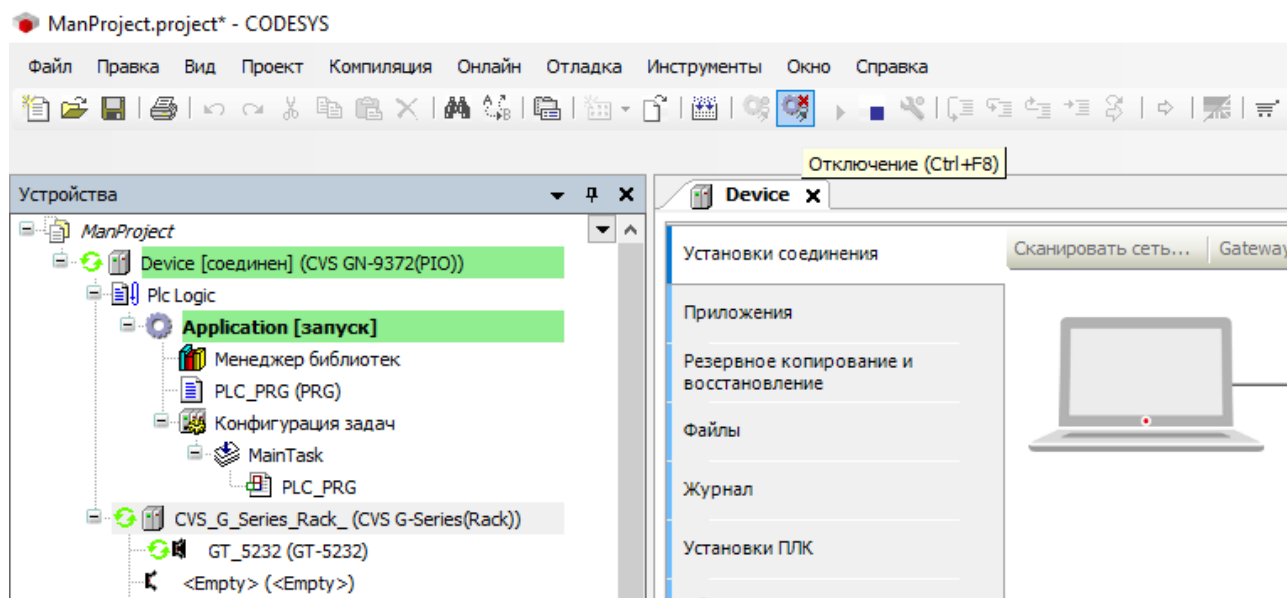 ManProject.project* - CODESYS
Файл Правка Вид Проект Компиляция Онлайн Отладка Инструменты Окно Справка
Отключение (Ctrl+F8)
Устройства
Device
ManProject
Device [соединен] (CVS GN-9372(PIO))
Plc Logic
Application [запуск]
Менеджер библиотек
PLC_PRG (PRG)
Конфигурация задач
MainTask
PLC_PRG
CVS_G_Series_Rack_ (CVS G-Series(Rack))
GT_5232 (GT-5232)
<Empty> (<Empty>)
Установки соединения
Приложения
Резервное копирование и
восстановление
Файлы
Журнал
Установки ПЛК
Сканировать сеть... Gateway